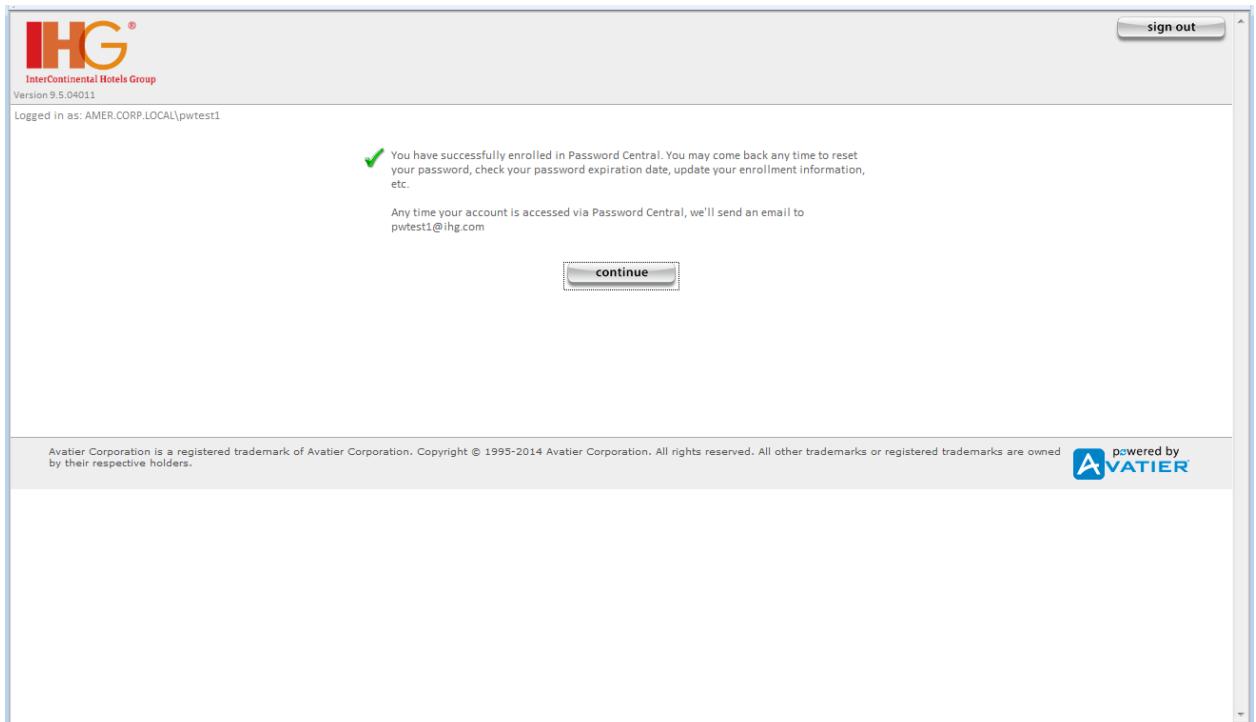 IHG®
sign out
InterContinental Hotels Group
Version 9.5.04011
Logged in as: AMER.CORP.LOCAL\pwtest1
You have successfully enrolled in Password Central. You may come back any time to reset
your password, check your password expiration date, update your enrollment information,
etc.
Any time your account is accessed via Password Central, we'll send an email to
pwtest1@ihg.com
continue
Avatier Corporation is a registered trademark of Avatier Corporation. Copyright © 1995-2014 Avatier Corporation. All rights reserved. All other trademarks or registered trademarks are owned
by their respective holders.
powered by
AVATIER